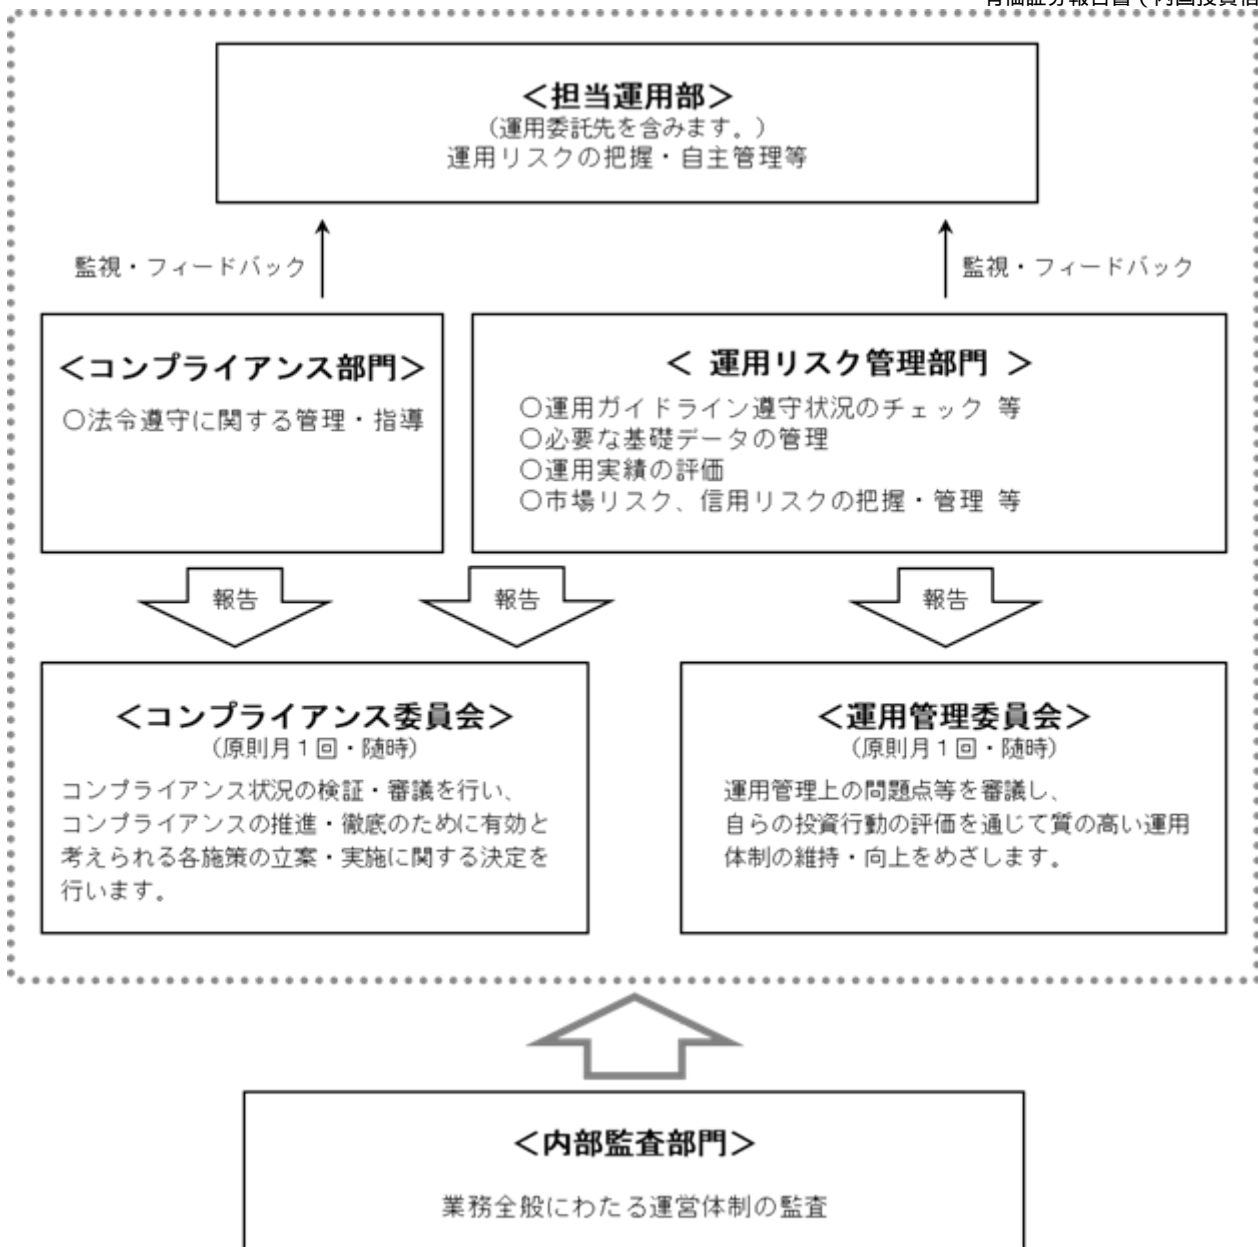 有価証券報告書（内国投資信
＜担当運用部＞
（運用委託先を含みます。）
運用リスクの把握・自主管理等
監視・フィードバック
監視・フィードバック
＜コンプライアンス部門＞
○法令遵守に関する管理・指導
＜ 運用リスク管理部門 ＞
○運用ガイドライン遵守状況のチェック 等
○必要な基礎データの管理
○運用実績の評価
○市場リスク、信用リスクの把握・管理 等
報告
報告
報告
＜コンプライアンス委員会＞
（原則月１回・随時）
コンプライアンス状況の検証・審議を行い、
コンプライアンスの推進・徹底のために有効と
考えられる各施策の立案・実施に関する決定を
行います。
＜運用管理委員会＞
（原則月１回・随時）
運用管理上の問題点等を審議し、
自らの投資行動の評価を通じて質の高い運用
体制の維持・向上をめざします。
＜内部監査部門＞
業務全般にわたる運営体制の監査